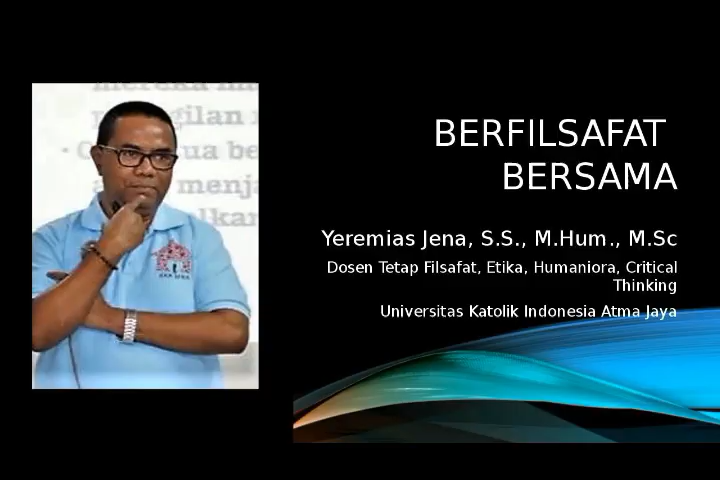 BERFILSAFAT
BERSAMA
Yeremias Jena, S.S., M.Hum., M.Sc
Dosen Tetap Filsafat, Etika, Humaniora, Critical
Thinking
Universitas Katolik Indonesia Atma Jaya